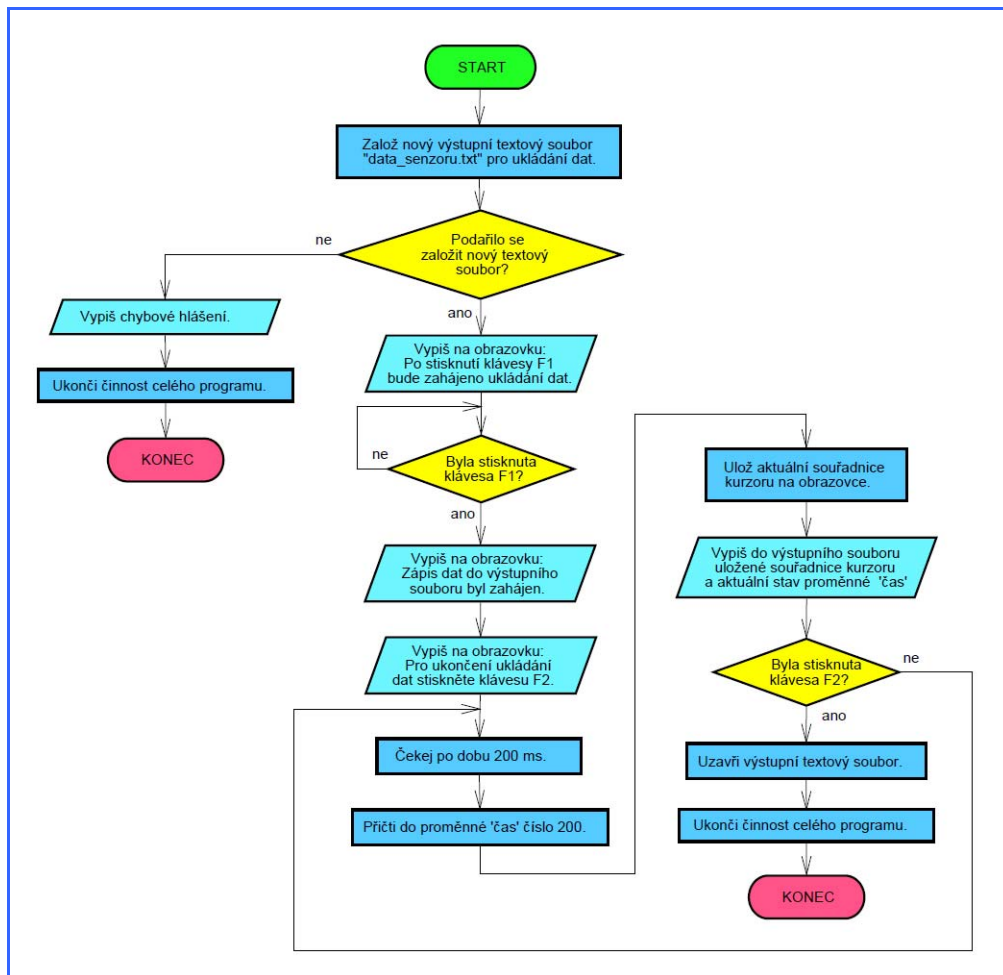 START
Založ nový výstupní textový soubor
"data_senzoru.txt" pro ukládání dat.
Podařilo se
založit nový textový
soubor?
ne
Vypiš chybové hlášení.
Ukonči činnost celého programu.
KONEC
ano
Vypiš na obrazovku:
Po stisknutí klávesy F1
bude zahájeno ukládání dat.
Byla stisknuta
klávesa F1?
ne
ano
Vypiš na obrazovku:
Zápis dat do výstupního
souboru byl zahájen.
Vypiš na obrazovku:
Pro ukončení ukládání
dat stiskněte klávesu F2.
Čekej po dobu 200 ms.
Přičti do proměnné 'čas' číslo 200.
Ulož aktuální souřadnice
kurzoru na obrazovce.
Vypiš do výstupního souboru
uložené souřadnice kurzoru
a aktuální stav proměnné 'čas'
Byla stisknuta
klávesa F2?
ne
ano
Uzavři výstupní textový soubor.
Ukonči činnost celého programu.
KONEC